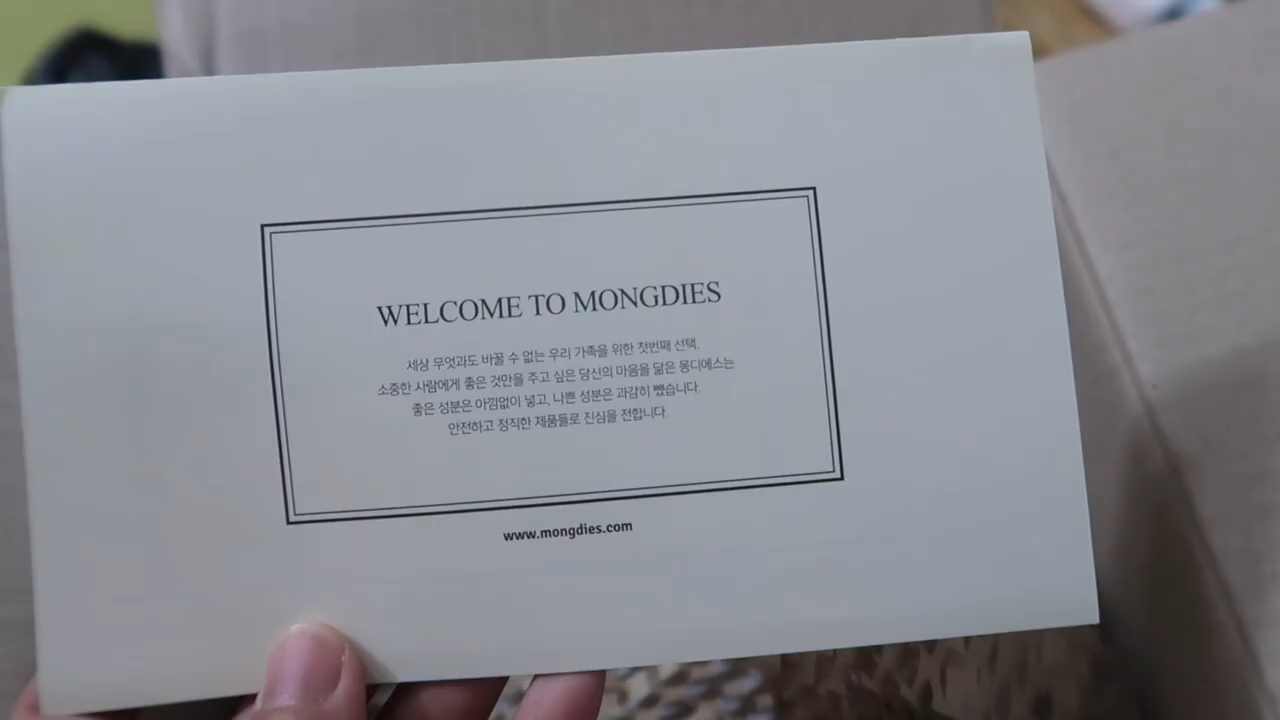 WELCOME TO MONGDIES
세상 무엇과도 바꿀 수 없는 우리 가족을 위한 첫번째 선택.
소중한 사람에게 좋은 것만을 주고 싶은 당신의 마음을 닮은 몽디에스는
좋은 성분은 아낌없이 넣고, 나쁜 성분은 과감히 뺐습니다.
안전하고 정직한 제품들로 진심을 전합니다.
www.mongdies.com